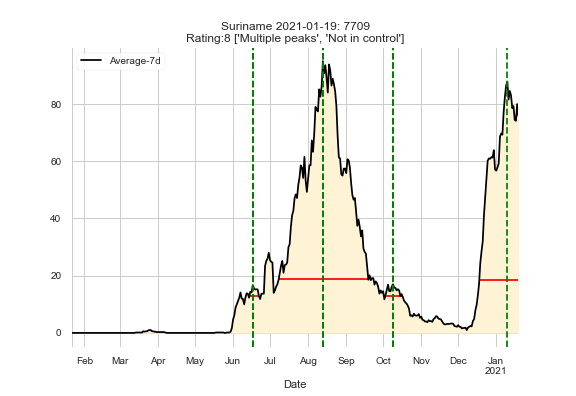 Suriname 2021-01-19: 7709
Rating:8 ['Multiple peaks', 'Not in control']
Average-7d
80
60
40
20
0
Feb Mar Apr May Jun Jul Aug Sep Oct Nov Dec Jan
2021
Date